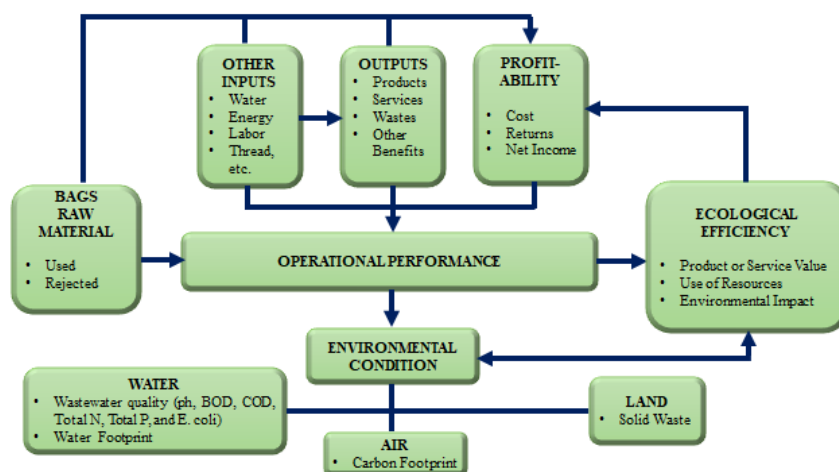 OTHER
INPUTS
• Water
• Energy
• Labor
• Thread,
etc.
OUTPUTS
• Products
• Services
• Wastes
• Other
Benefits
PROFIT-
ABILITY
• Cost
• Returns
• Net Income
BAGS
RAW
MATERIAL
• Used
• Rejected
OPERATIONAL PERFORMANCE
ECOLOGICAL
EFFICIENCY
• Product or Service Value
• Use of Resources
• Environmental Impact
ENVIRONMENTAL
CONDITION
WATER
• Wastewater quality (ph, BOD, COD,
Total N, Total P, and E. coli)
• Water Footprint
LAND
• Solid Waste
AIR
• Carbon Footprint